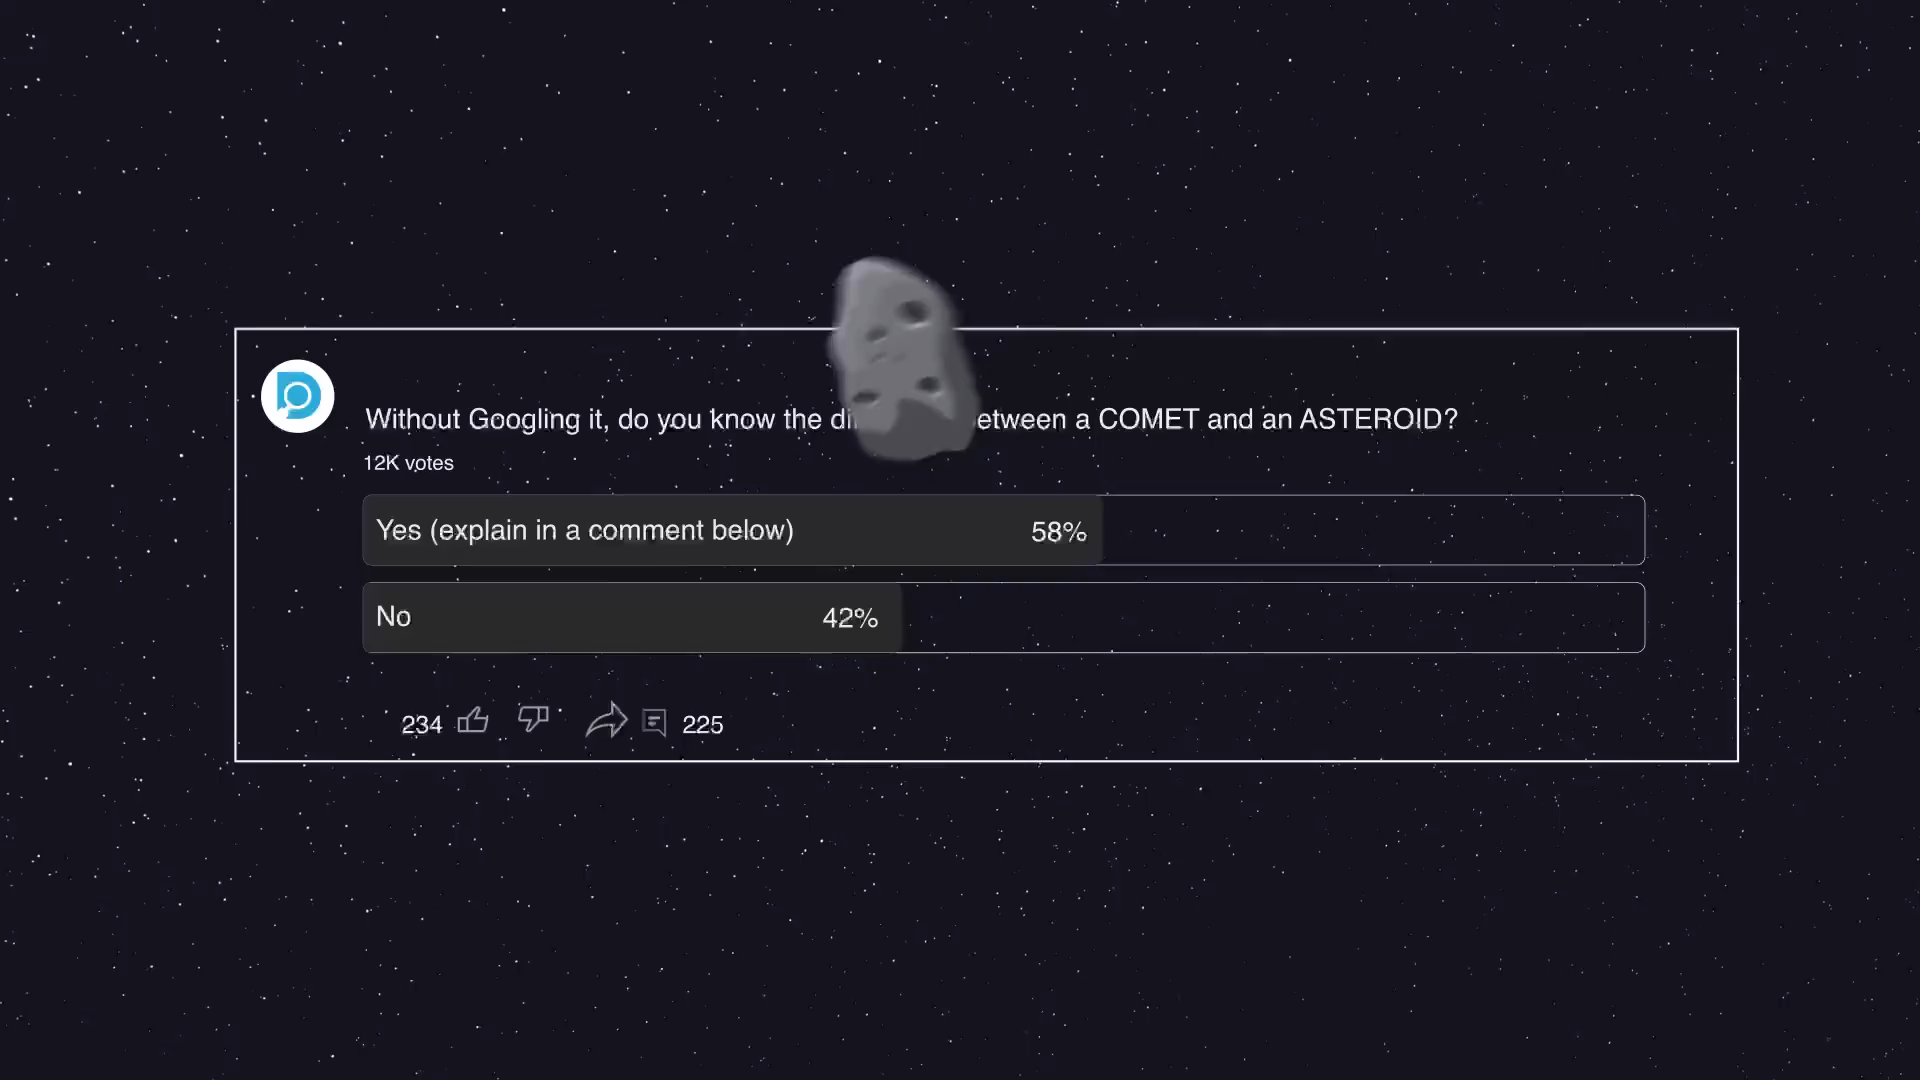 Without Googling it, do you know the di etween a COMET and an ASTEROID?
12K votes
Yes (explain in a comment below) 58%
No 42%
234 225